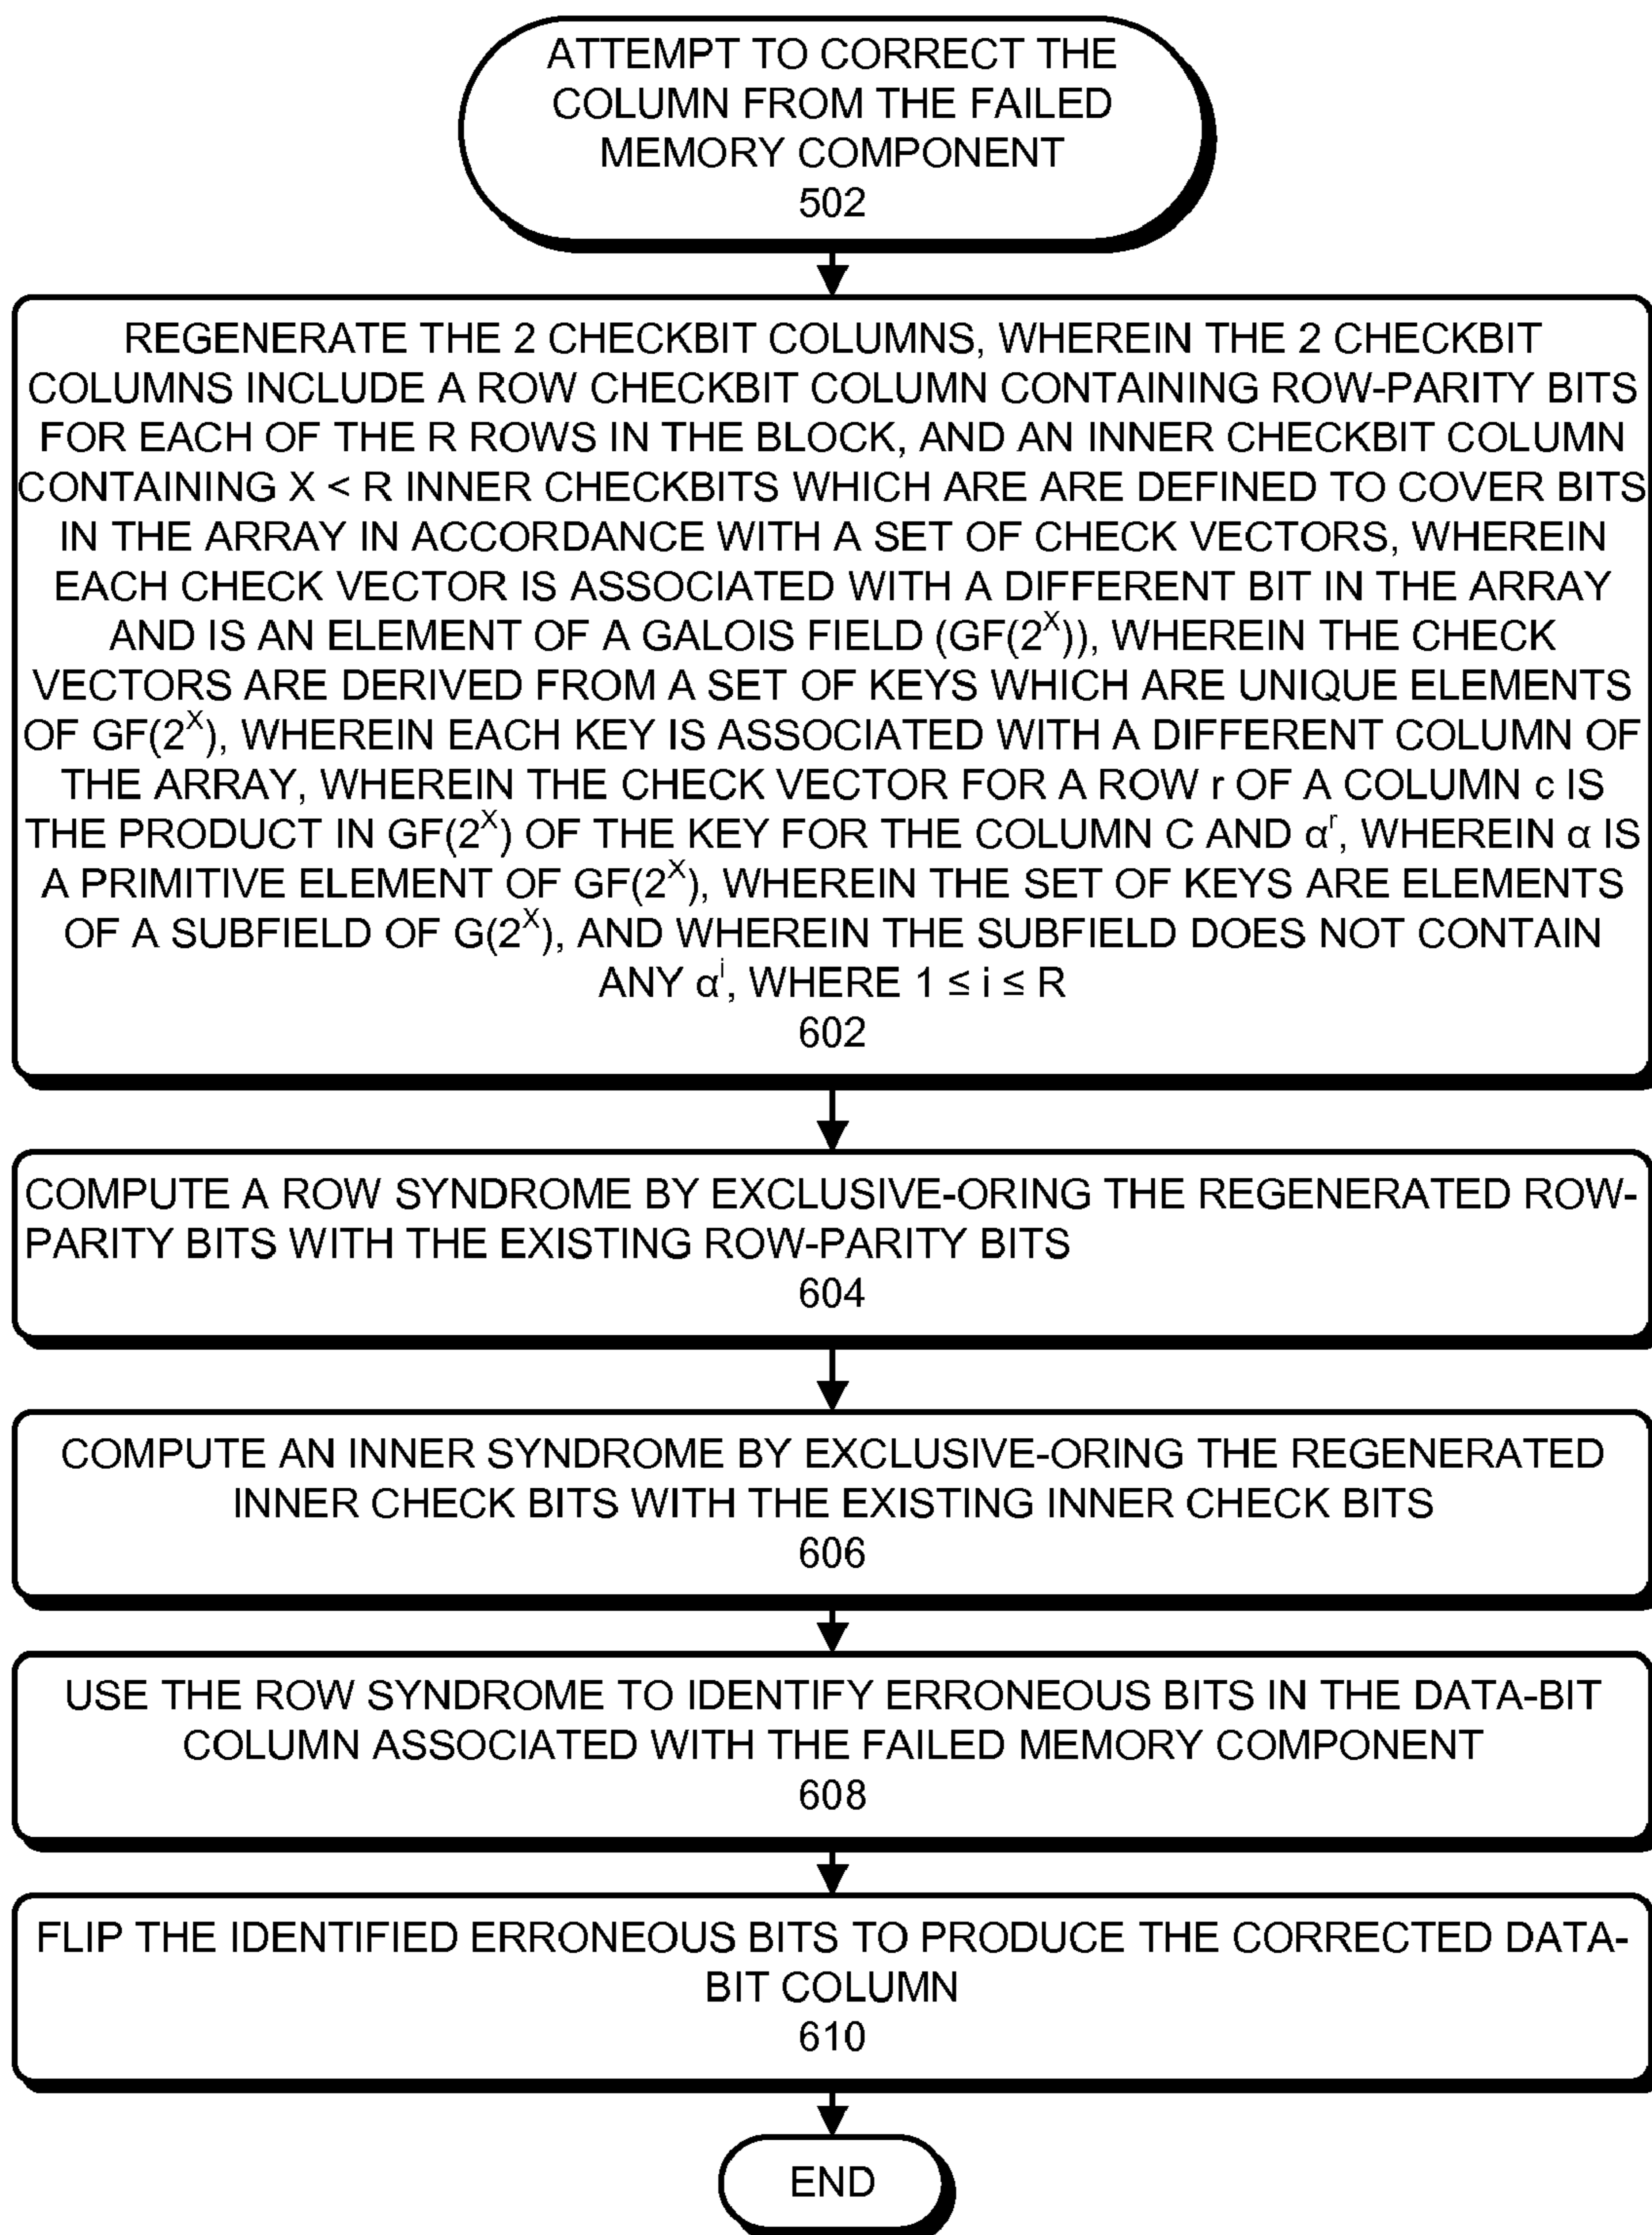 ATTEMPT TO CORRECT THE
COLUMN FROM THE FAILED
MEMORY COMPONENT
502
REGENERATE THE 2 CHECKBIT COLUMNS, WHEREIN THE 2 CHECKBIT
COLUMNS INCLUDE A ROW CHECKBIT COLUMN CONTAINING ROW-PARITY BITS
FOR EACH OF THE R ROWS IN THE BLOCK, AND AN INNER CHECKBIT COLUMN
CONTAINING X < R INNER CHECKBITS WHICH ARE ARE DEFINED TO COVER BITS
IN THE ARRAY IN ACCORDANCE WITH A SET OF CHECK VECTORS, WHEREIN
EACH CHECK VECTOR IS ASSOCIATED WITH A DIFFERENT BIT IN THE ARRAY
AND IS AN ELEMENT OF A GALOIS FIELD (GF(2^X)), WHEREIN THE CHECK
VECTORS ARE DERIVED FROM A SET OF KEYS WHICH ARE UNIQUE ELEMENTS
OF GF(2^X), WHEREIN EACH KEY IS ASSOCIATED WITH A DIFFERENT COLUMN OF
THE ARRAY, WHEREIN THE CHECK VECTOR FOR A ROW r OF A COLUMN c IS
THE PRODUCT IN GF(2^X) OF THE KEY FOR THE COLUMN C AND α^r, WHEREIN α IS
A PRIMITIVE ELEMENT OF GF(2^X), WHEREIN THE SET OF KEYS ARE ELEMENTS
OF A SUBFIELD OF G(2^X), AND WHEREIN THE SUBFIELD DOES NOT CONTAIN
ANY α^i, WHERE 1 ≤ i ≤ R
602
COMPUTE A ROW SYNDROME BY EXCLUSIVE-ORING THE REGENERATED ROW-
PARITY BITS WITH THE EXISTING ROW-PARITY BITS
604
COMPUTE AN INNER SYNDROME BY EXCLUSIVE-ORING THE REGENERATED
INNER CHECK BITS WITH THE EXISTING INNER CHECK BITS
606
USE THE ROW SYNDROME TO IDENTIFY ERRONEOUS BITS IN THE DATA-BIT
COLUMN ASSOCIATED WITH THE FAILED MEMORY COMPONENT
608
FLIP THE IDENTIFIED ERRONEOUS BITS TO PRODUCE THE CORRECTED DATA-
BIT COLUMN
610
END